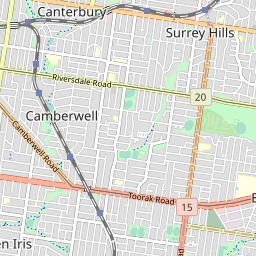 Canterbury
Surrey Hills
Riversdale Road
20
Camberwell
Camberwell Road
Toorak Road
15
en Iris